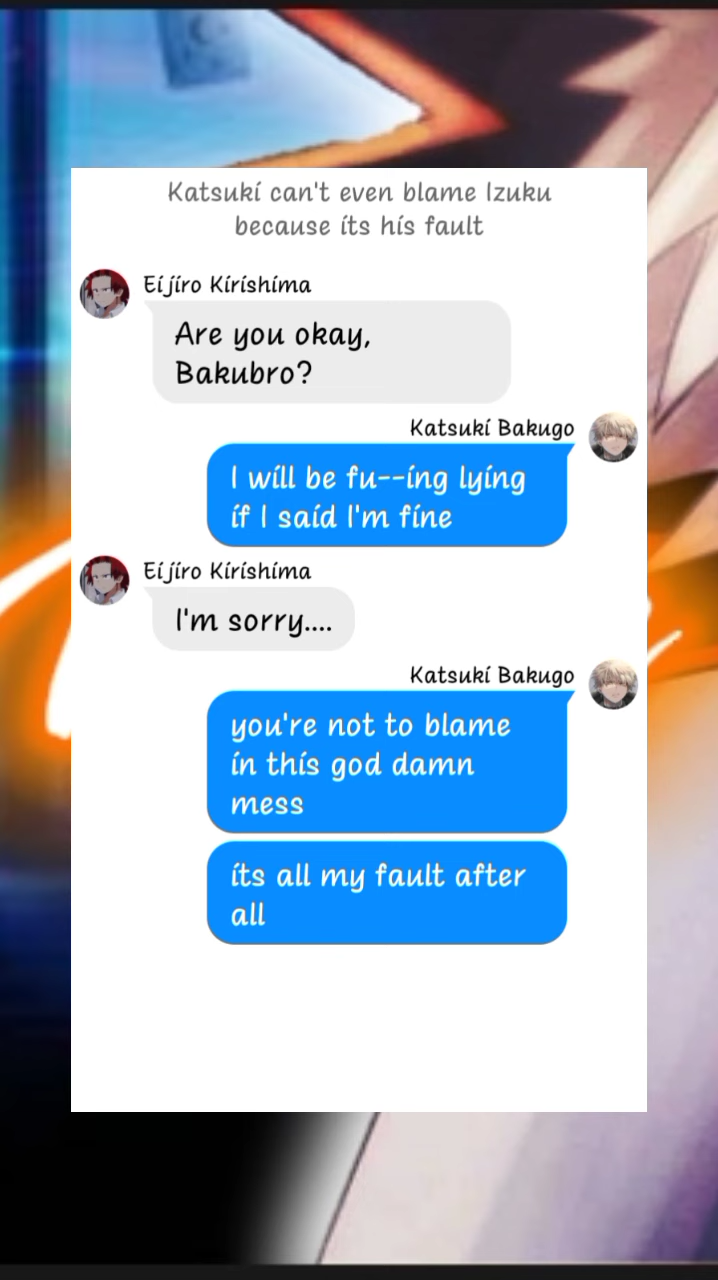 Katsuki can't even blame Izuku
because its his fault
Eijiro Kirishima
Are you okay,
Bakubro?
Katsuki Bakugo
I will be fu--ing lying
if I said I'm fine
Eijiro Kirishima
I'm sorry....
Katsuki Bakugo
you're not to blame
in this god damn
mess
its all my fault after
all